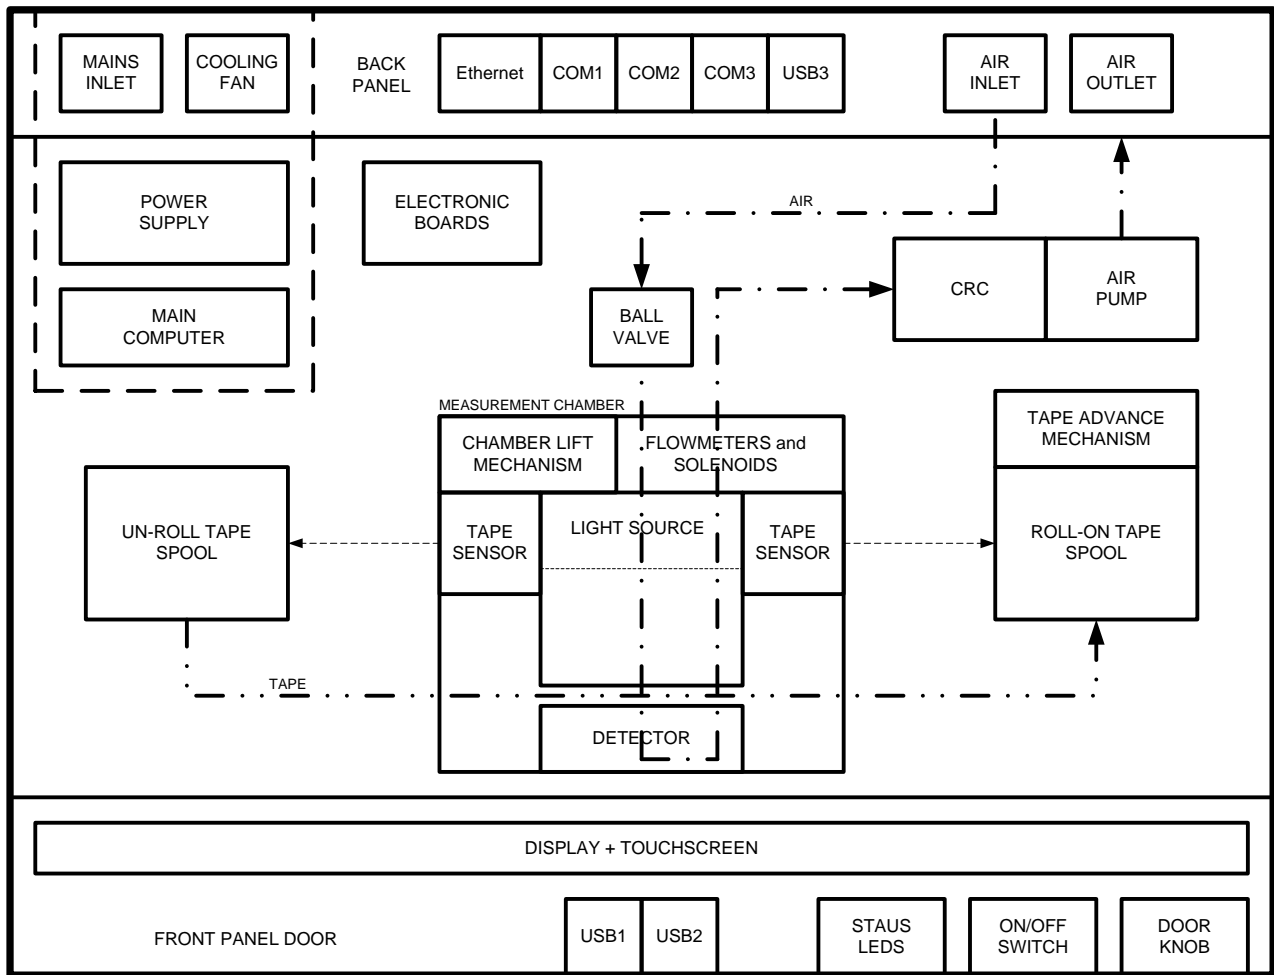 MAINS
INLET
COOLING
FAN
BACK
PANEL
Ethernet
COM1
COM2
COM3
USB3
AIR
INLET
AIR
OUTLET
POWER
SUPPLY
ELECTRONIC
BOARDS
AIR
CRC
AIR
PUMP
MAIN
COMPUTER
BALL
VALVE
MEASUREMENT CHAMBER
CHAMBER LIFT
MECHANISM
FLOWMETERS and
SOLENOIDS
TAPE ADVANCE
MECHANISM
UN-ROLL TAPE
SPOOL
TAPE
SENSOR
LIGHT SOURCE
TAPE
SENSOR
ROLL-ON TAPE
SPOOL
TAPE
DETECTOR
DISPLAY + TOUCHSCREEN
FRONT PANEL DOOR
USB1
USB2
STAUS
LEDS
ON/OFF
SWITCH
DOOR
KNOB